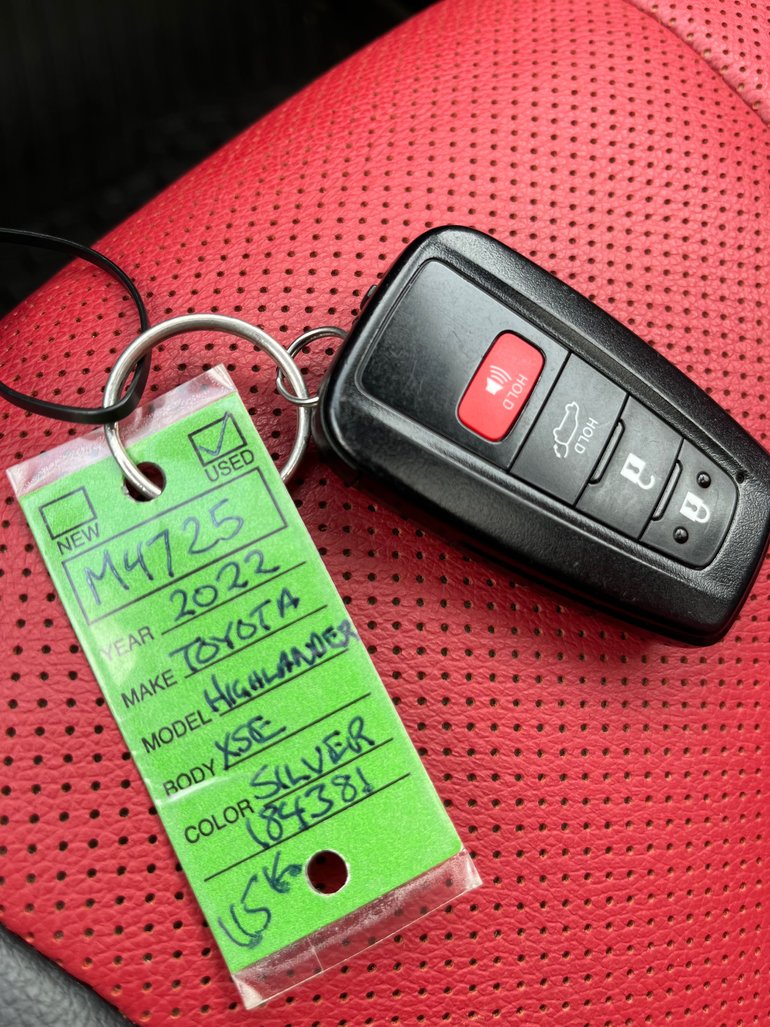 HOLD
HOLD
USED
NEW
M4725
YEAR 2022
MAKE TOYOTA
MODEL HIGHLANDER
BODY XSE
COLOR SILVER
184381